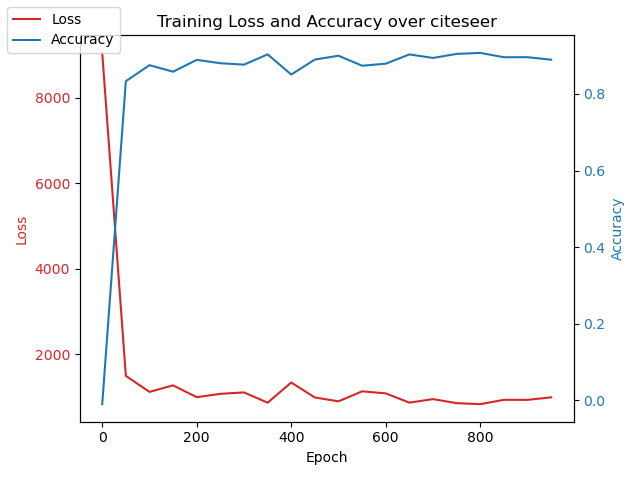 Training Loss and Accuracy over citeseer
Loss
Accuracy
8000
6000
4000
2000
Loss
0.8
0.6
0.4
0.2
0.0
Accuracy
0 200 400 600 800
Epoch